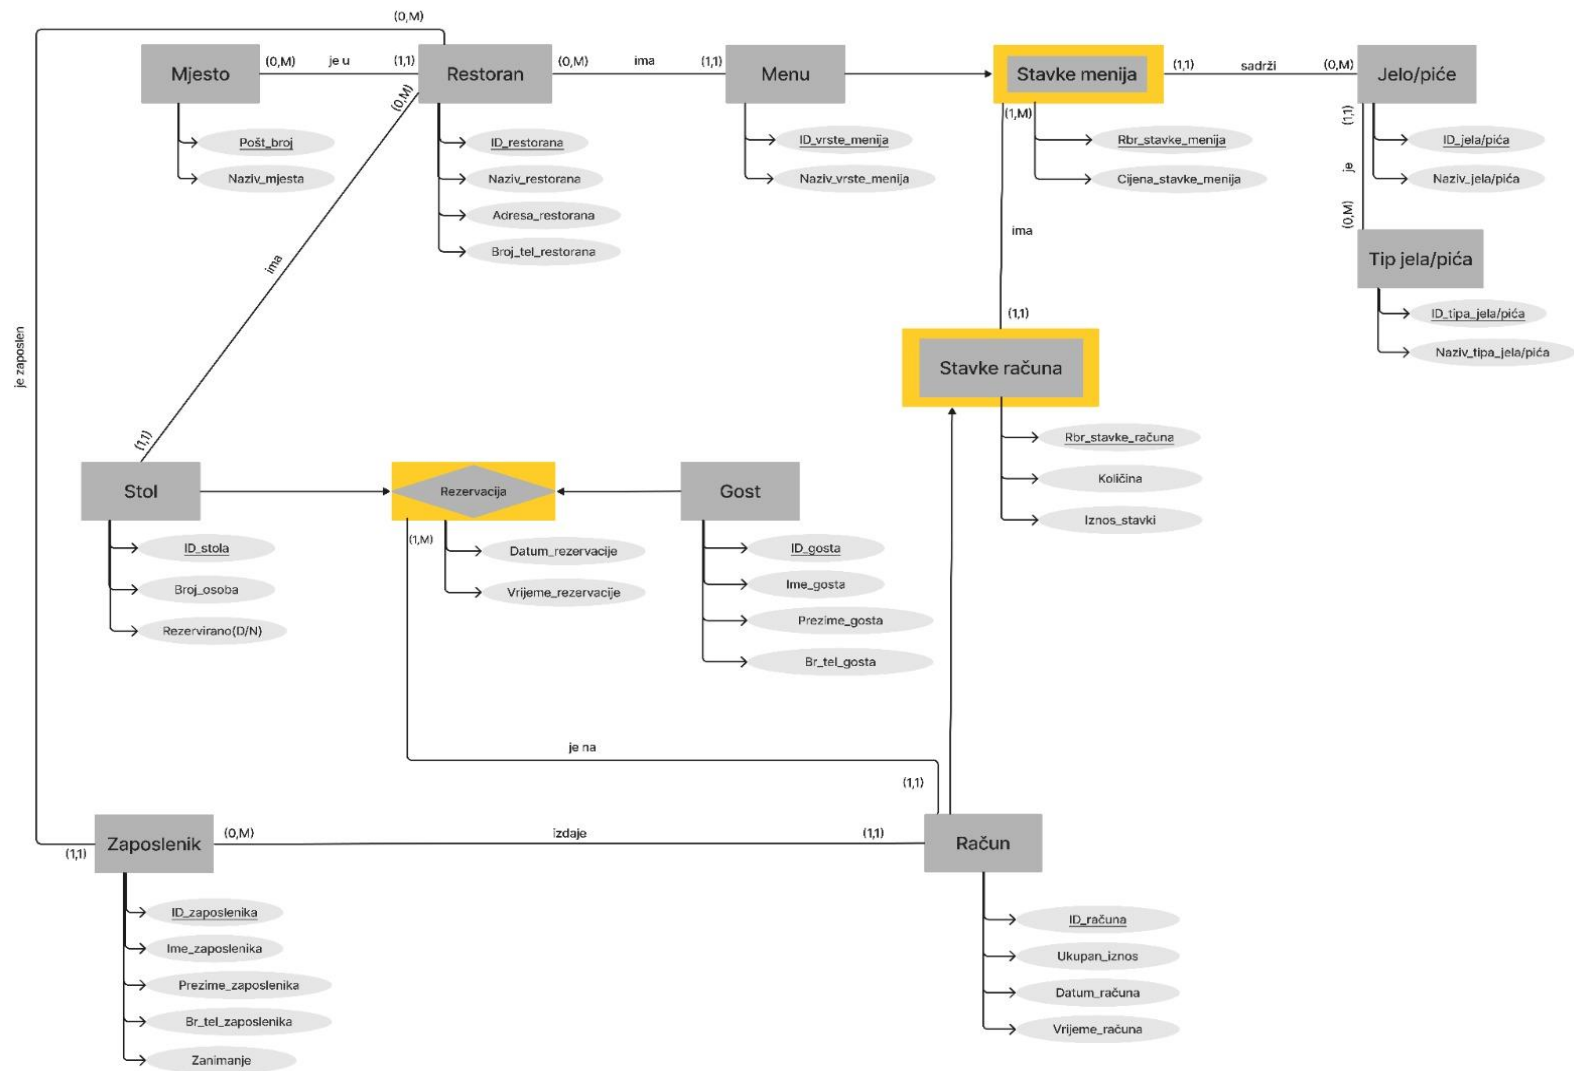 (0,M)
Mjesto
(0,M)
je u
(1,1)
Restoran
(0,M)
ima
(1,1)
Menu
Stavke menija
(1,1)
sadrži
(0,M)
Jelo/piće
(0,M)
(1,M)
(1,1)
Pošt_broj
Naziv_mjesta
ID_restorana
Naziv_restorana
Adresa_restorana
Broj_tel_restorana
ID_vrste_menija
Naziv_vrste_menija
Rbr_stavke_menija
Cijena_stavke_menija
ID_jela/pića
Naziv_jela/pića
je
(0,M)
ima
ima
Tip jela/pića
ID_tipa_jela/pića
Naziv_tipa_jela/pića
je zaposlen
(1,1)
Stavke računa
Rbr_stavke_računa
Količina
Iznos_stavki
(1,1)
Stol
Rezervacija
Gost
(1,M)
ID_stola
Broj_osoba
Rezervirano(D/N)
Datum_rezervacije
Vrijeme_rezervacije
ID_gosta
Ime_gosta
Prezime_gosta
Br_tel_gosta
je na
(1,1)
(1,1)
Zaposlenik
(0,M)
izdaje
(1,1)
Račun
ID_zaposlenika
Ime_zaposlenika
Prezime_zaposlenika
Br_tel_zaposlenika
Zanimanje
ID_računa
Ukupan_iznos
Datum_računa
Vrijeme_računa